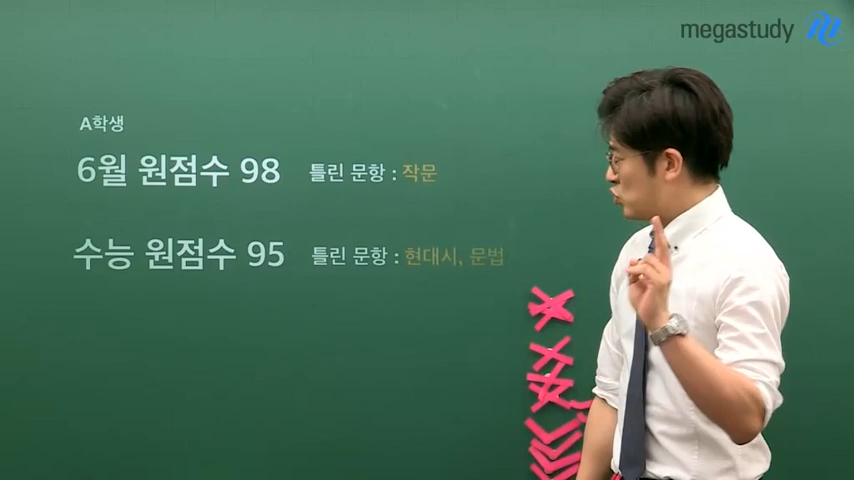 megastudy
A학생
6월 원점수 98 틀린 문항 : 작문
수능 원점수 95 틀린 문항 : 현대시, 문법